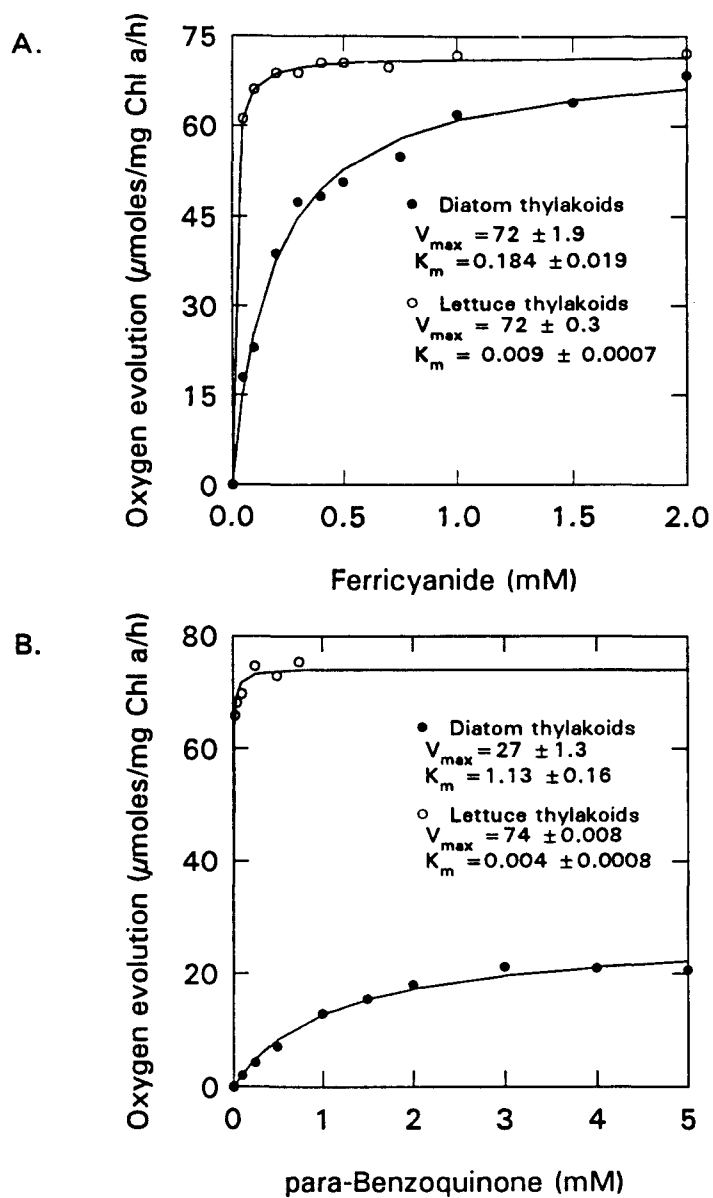 A.
Oxygen evolution (μmoles/mg Chl a/h)
75
60
45
30
15
0
● Diatom thylakoids
Vmax = 72 ± 1.9
Km = 0.184 ± 0.019
○ Lettuce thylakoids
Vmax = 72 ± 0.3
Km = 0.009 ± 0.0007
0.0 0.5 1.0 1.5 2.0
Ferricyanide (mM)
B.
Oxygen evolution (μmoles/mg Chl a/h)
80
60
40
20
0
● Diatom thylakoids
Vmax = 27 ± 1.3
Km = 1.13 ± 0.16
○ Lettuce thylakoids
Vmax = 74 ± 0.008
Km = 0.004 ± 0.0008
0 1 2 3 4 5
para-Benzoquinone (mM)